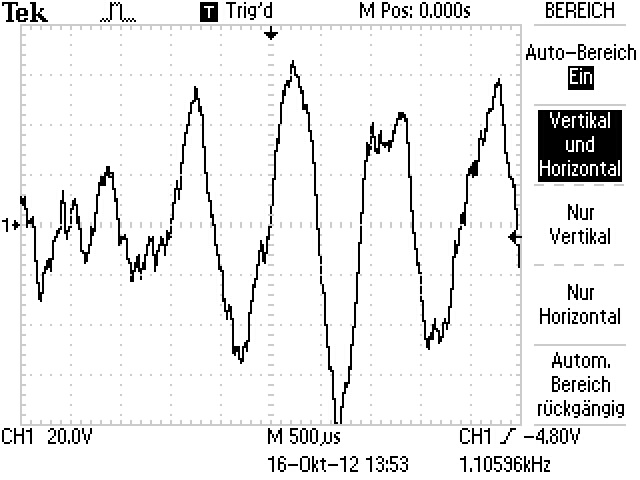 Tek T Trig'd M Pos: 0.000s BEREICH
Auto-Bereich
Ein
Vertikal
und
Horizontal
Nur
Vertikal
1
Nur
Horizontal
Autom.
Bereich
rückgängig
CH1 20.0V M 500µs CH1 -4.80V
16-Okt-12 13:53 1.10596kHz